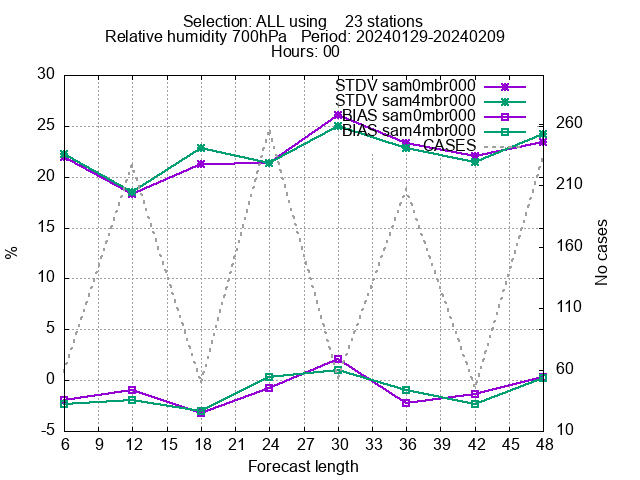 Selection: ALL using 23 stations
Relative humidity 700hPa Period: 20240129-20240209
Hours: 00
STDV sam0mbr000
STDV sam4mbr000
BIAS sam0mbr000
BIAS sam4mbr000
CASES
30
25
20
15
10
5
0
-5
%
260
210
160
110
60
10
No cases
6 9 12 15 18 21 24 27 30 33 36 39 42 45 48
Forecast length